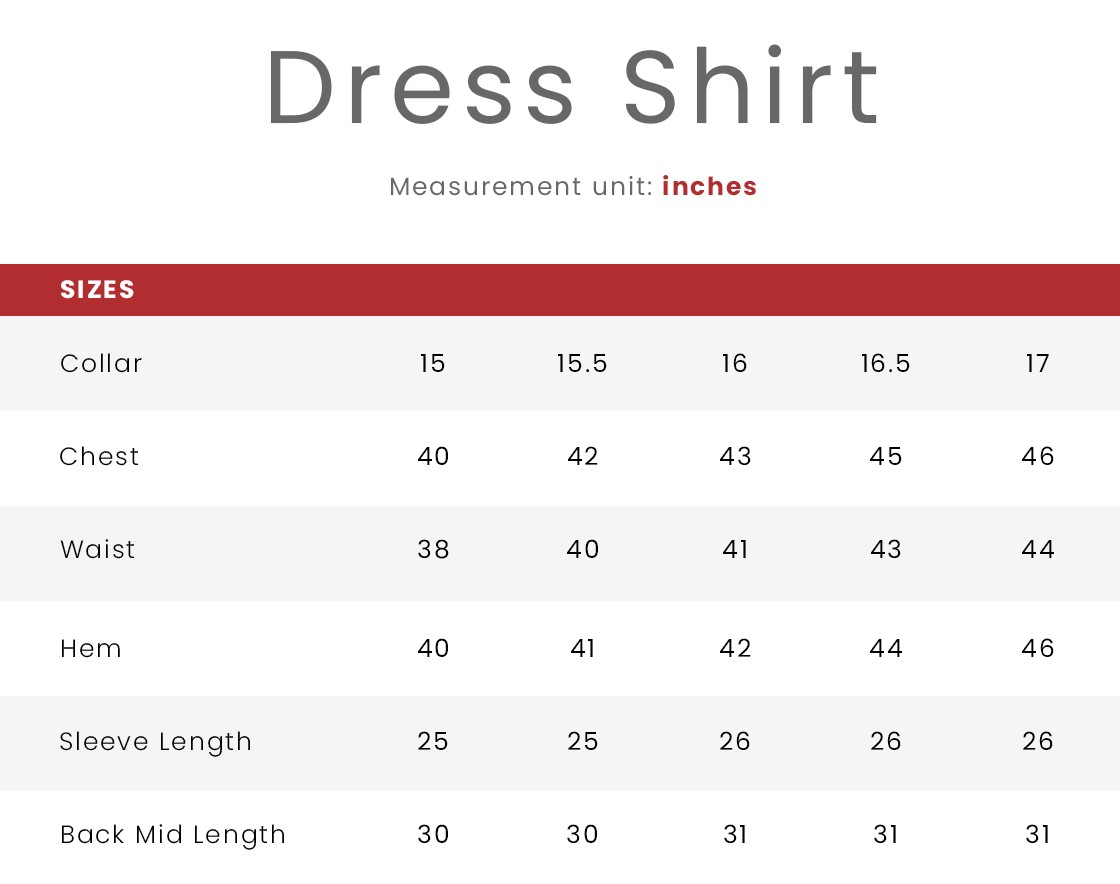 Dress Shirt
Measurement unit: inches
SIZES
Collar 15 15.5 16 16.5 17
Chest 40 42 43 45 46
Waist 38 40 41 43 44
Hem 40 41 42 44 46
Sleeve Length 25 25 26 26 26
Back Mid Length 30 30 31 31 31